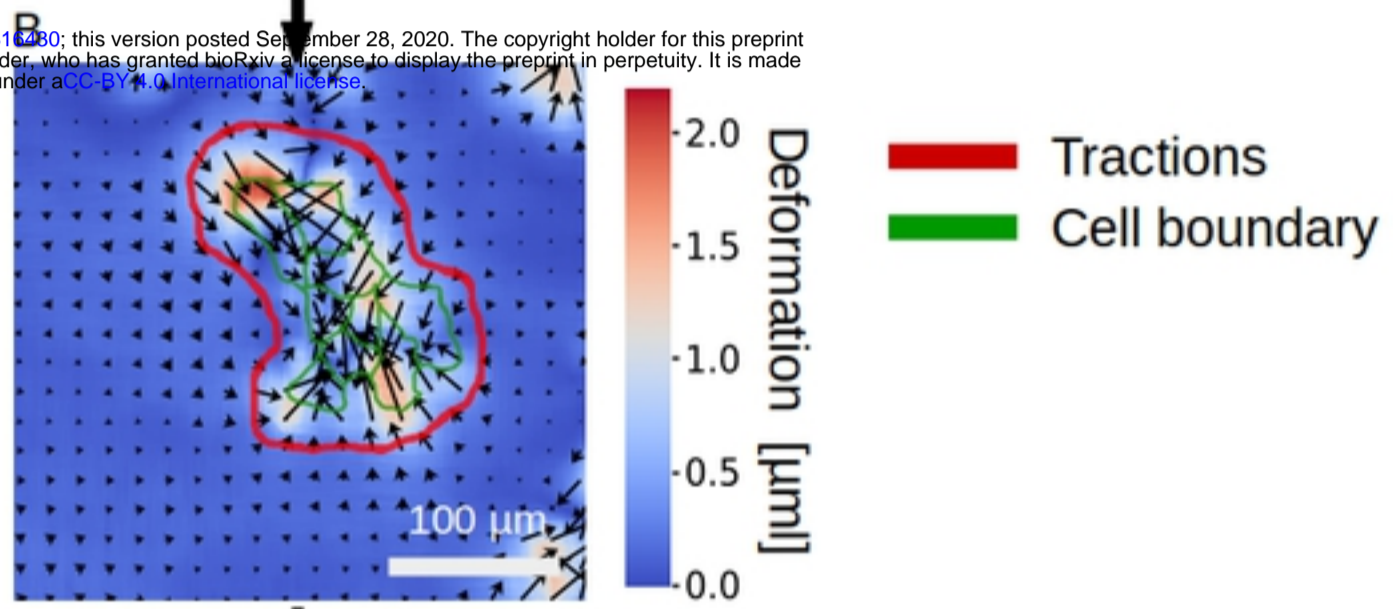 B
16480; this version posted September 28, 2020. The copyright holder for this preprint
der, who has granted bioRxiv a license to display the preprint in perpetuity. It is made
under aCC-BY 4.0 International license.
2.0
1.5
1.0
0.5
0.0
Deformation [µm]
Tractions
Cell boundary
100 µm